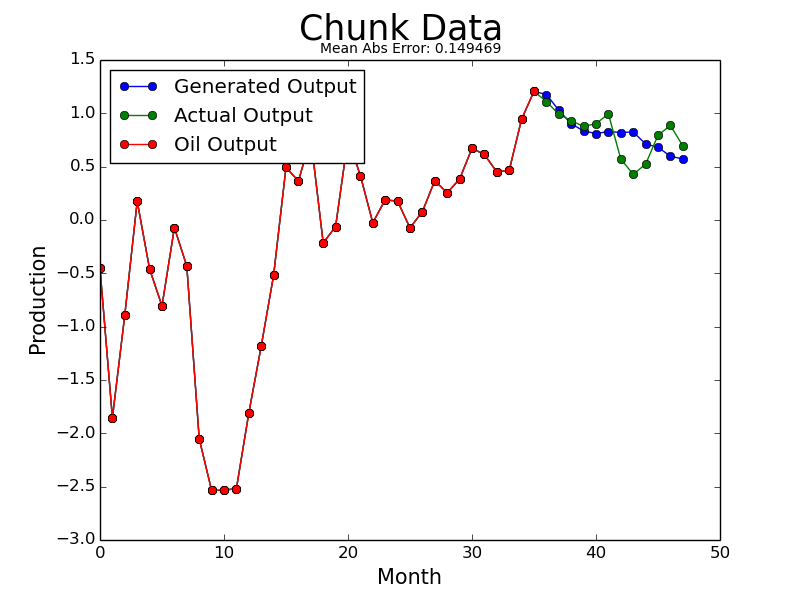 Chunk Data
Mean Abs Error: 0.149469
Generated Output
Actual Output
Oil Output
1.5
1.0
0.5
0.0
−0.5
−1.0
−1.5
−2.0
−2.5
−3.0
Production
0 10 20 30 40 50
Month